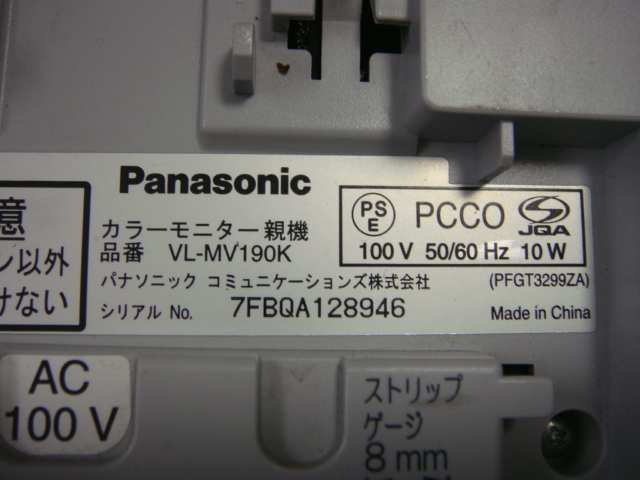 Panasonic
カラーモニター親機
品番 VL-MV190K
パナソニック コミュニケーションズ株式会社
シリアル No. 7FBQA128946
PS
E
PCCO
JQA
100 V 50/60 Hz 10 W
(PFGT3299ZA)
Made in China
意
ン以外
けない
AC
100 V
ストリップ
ゲージ
8 mm